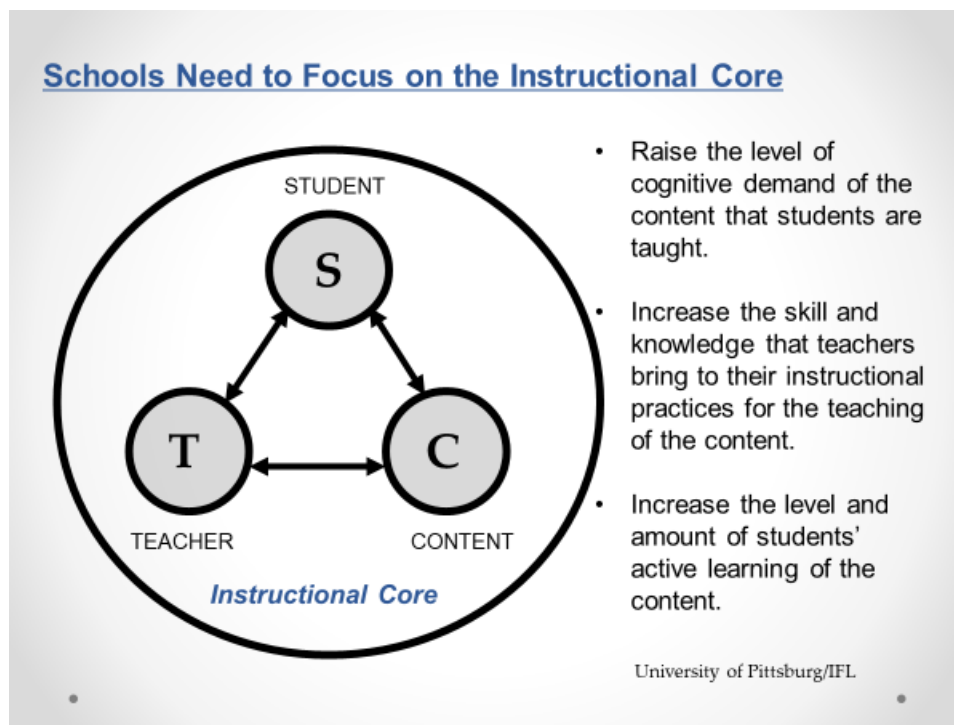 Schools Need to Focus on the Instructional Core
STUDENT
S
T
C
TEACHER
CONTENT
Instructional Core
• Raise the level of
cognitive demand of the
content that students are
taught.
• Increase the skill and
knowledge that teachers
bring to their instructional
practices for the teaching
of the content.
• Increase the level and
amount of students’
active learning of the
content.
University of Pittsburg/IFL